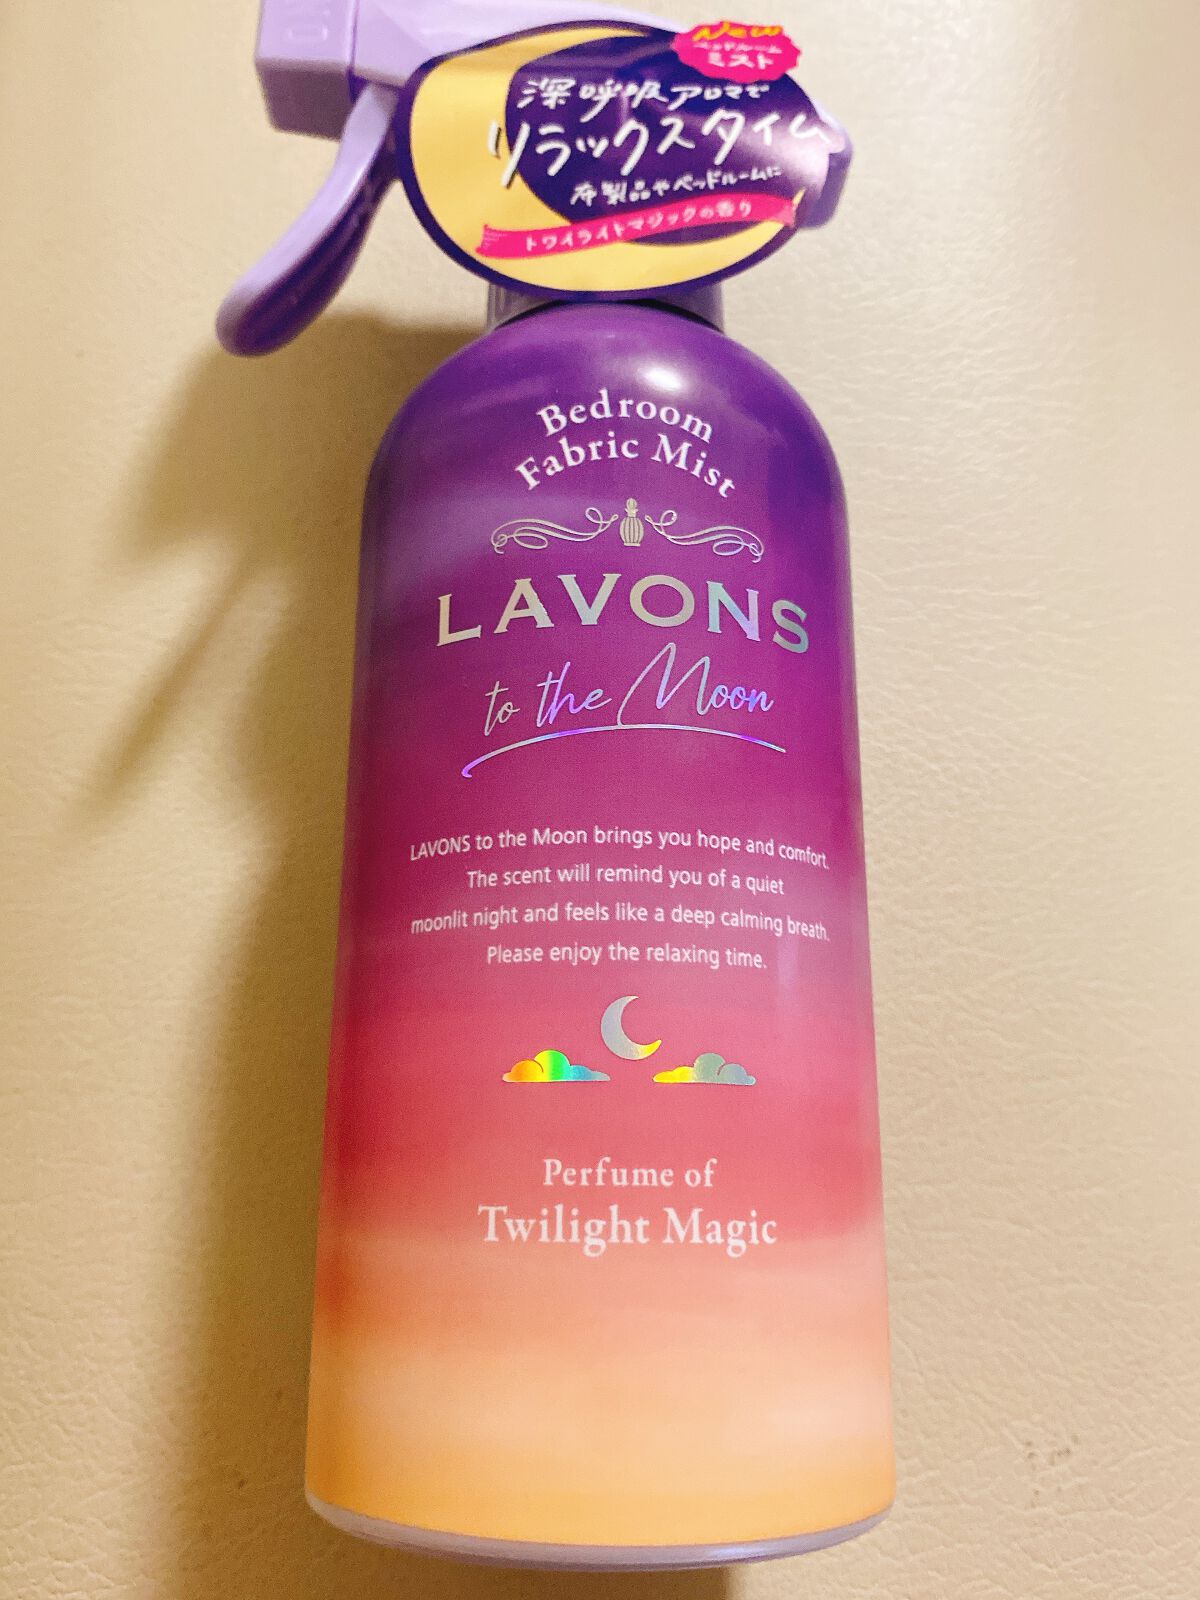 New
ベッドルーム
ミスト
深呼吸アロマで
リラックスタイム
布製品やベッドルームに
トワイライトマジックの香り
Bedroom
Fabric Mist
LAVONS
to the Moon
LAVONS to the Moon brings you hope and comfort.
The scent will remind you of a quiet
moonlit night and feels like a deep calming breath.
Please enjoy the relaxing time.
Perfume of
Twilight Magic